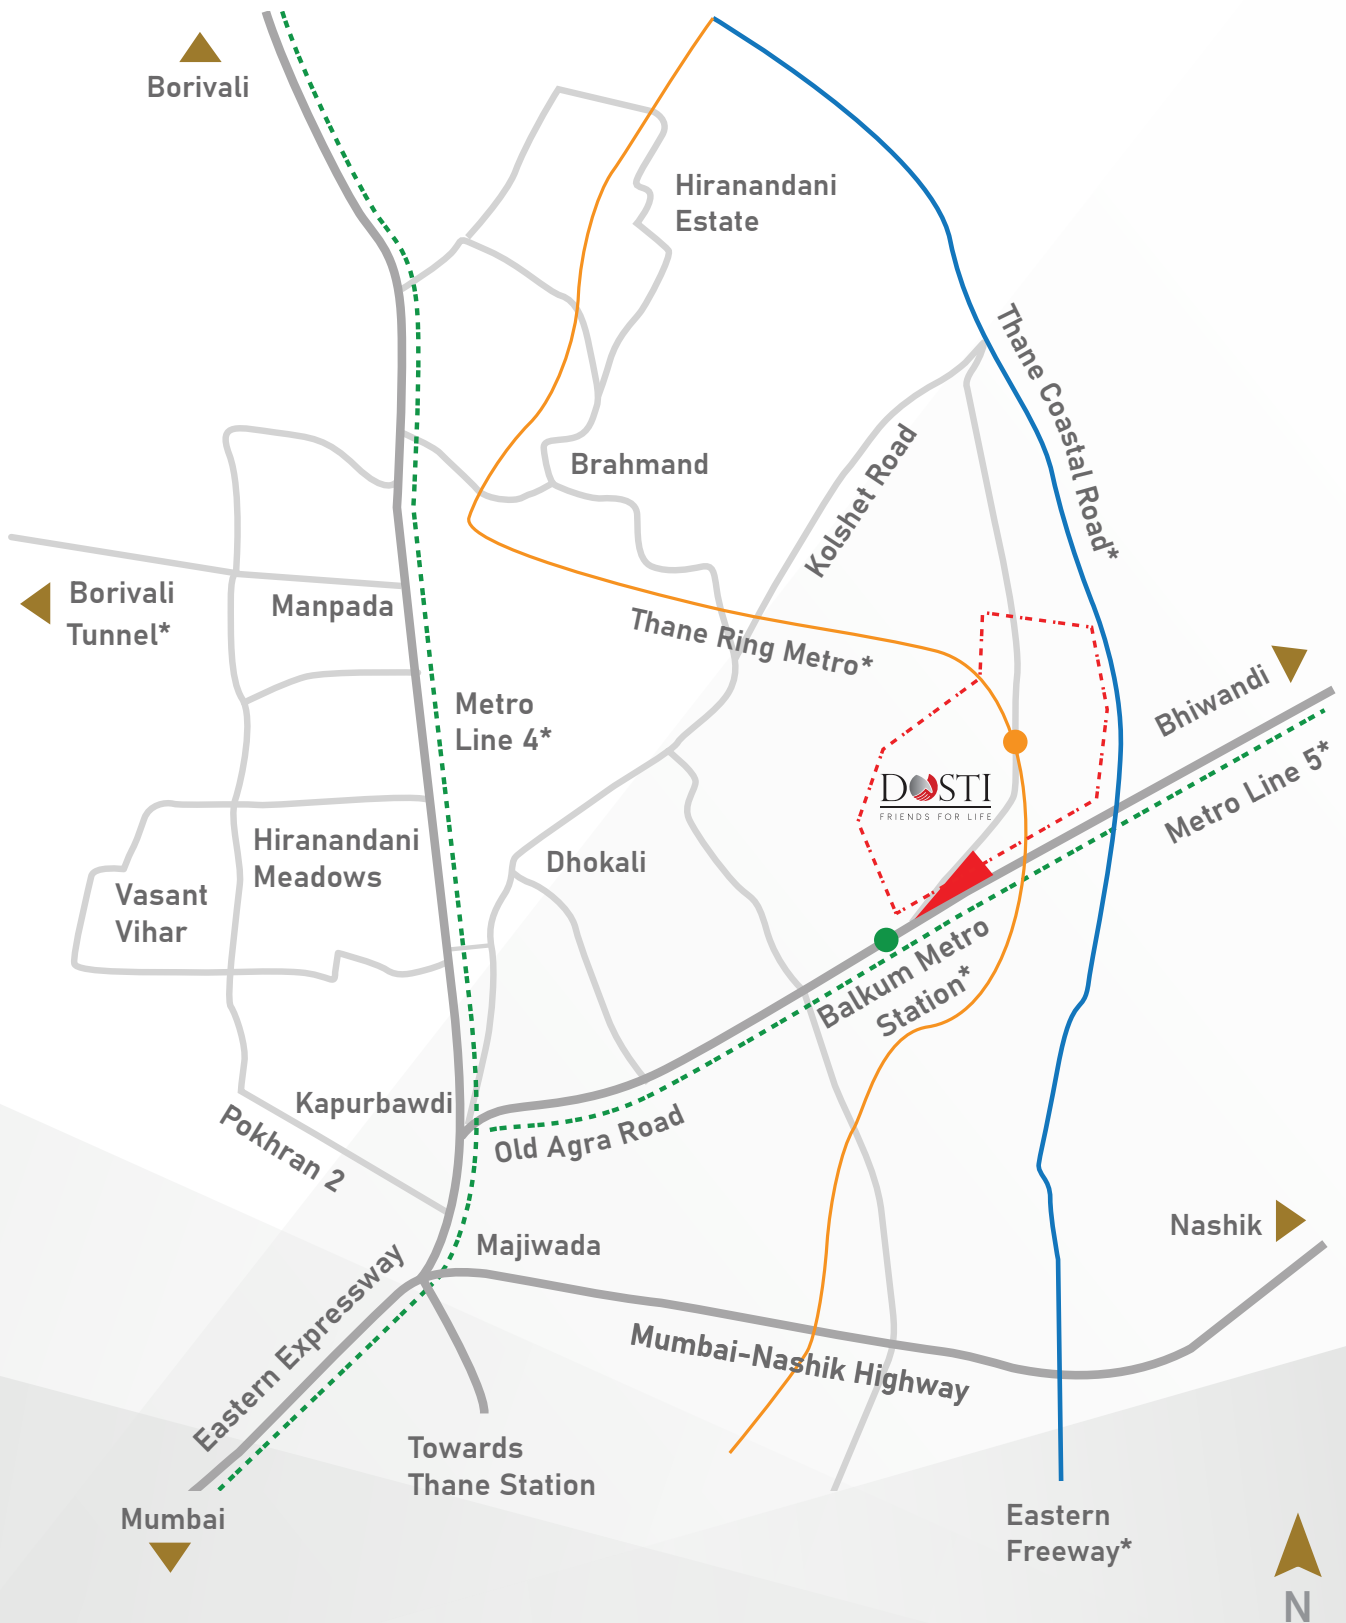 Borivali
Hiranandani
Estate
Thane Coastal Road*
Kolshet Road
Brahmand
Borivali
Tunnel*
Manpada
Thane Ring Metro*
Metro
Line 4*
Bhiwandi
Metro Line 5*
DOSTI
FRIENDS FOR LIFE
Hiranandani
Meadows
Dhokali
Vasant
Vihar
Balkum Metro
Station*
Kapurbawdi
Old Agra Road
Pokhran 2
Majiwada
Nashik
Eastern Expressway
Mumbai-Nashik Highway
Towards
Thane Station
Mumbai
Eastern
Freeway*
N